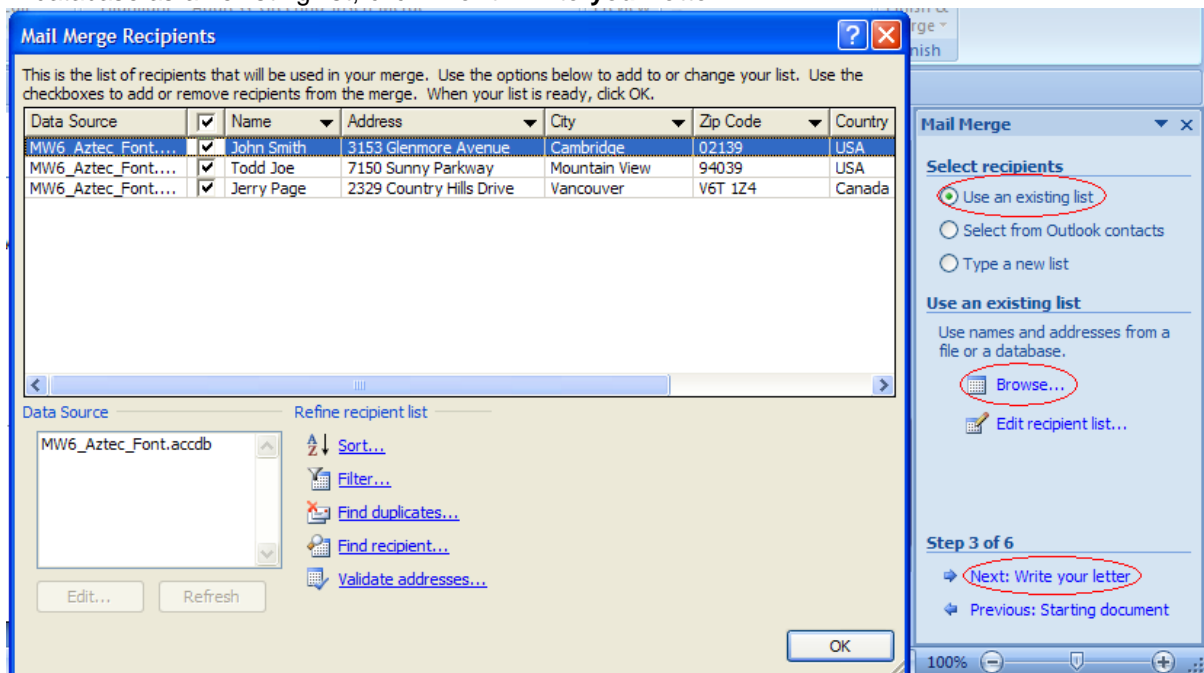 Mail Merge Recipients
This is the list of recipients that will be used in your merge. Use the options below to add to or change your list. Use the
checkboxes to add or remove recipients from the merge. When your list is ready, click OK.
Data Source Name Address City Zip Code Country
MW6_Aztec_Font.... John Smith 3153 Glenmore Avenue Cambridge 02139 USA
MW6_Aztec_Font.... Todd Joe 7150 Sunny Parkway Mountain View 94039 USA
MW6_Aztec_Font.... Jerry Page 2329 Country Hills Drive Vancouver V6T 1Z4 Canada
Data Source
MW6_Aztec_Font.accdb
Edit... Refresh
Refine recipient list
Sort...
Filter...
Find duplicates...
Find recipient...
Validate addresses...
OK
Mail Merge
Select recipients
Use an existing list
Select from Outlook contacts
Type a new list
Use an existing list
Use names and addresses from a
file or a database.
Browse...
Edit recipient list...
Step 3 of 6
Next: Write your letter
Previous: Starting document
100%